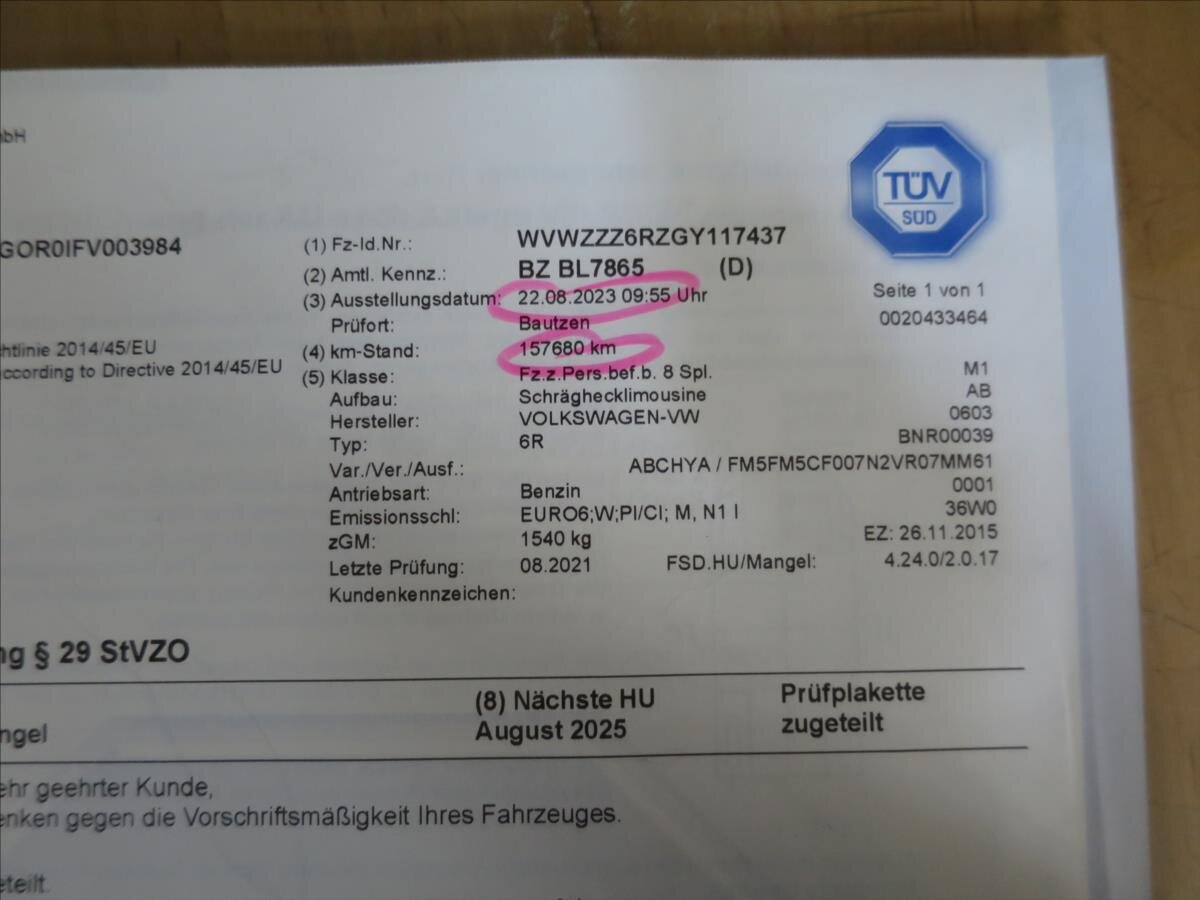 bH
TÜV
SÜD
GOR0IFV003984
(1) Fz-Id.Nr.: WVWZZZ6RZGY117437
(2) Amtl. Kennz.: BZ BL7865 (D)
(3) Ausstellungsdatum: 22.08.2023 09:55 Uhr Seite 1 von 1
Prüfort: Bautzen 0020433464
htlinie 2014/45/EU
(4) km-Stand: 157680 km
ccording to Directive 2014/45/EU
(5) Klasse: Fz.z.Pers.bef.b. 8 Spl. M1
Aufbau: Schräghecklimousine AB
Hersteller: VOLKSWAGEN-VW 0603
Typ: 6R BNR00039
Var./Ver./Ausf.: ABCHYA / FM5FM5CF007N2VR07MM61
Antriebsart: Benzin 0001
Emissionsschl: EURO6;W;PI/CI; M, N1 I 36W0
zGM: 1540 kg EZ: 26.11.2015
Letzte Prüfung: 08.2021 FSD.HU/Mangel: 4.24.0/2.0.17
Kundenkennzeichen:
ng § 29 StVZO
(8) Nächste HU Prüfplakette
ngel August 2025 zugeteilt
ehr geehrter Kunde,
enken gegen die Vorschriftsmäßigkeit Ihres Fahrzeuges.
eteilt.